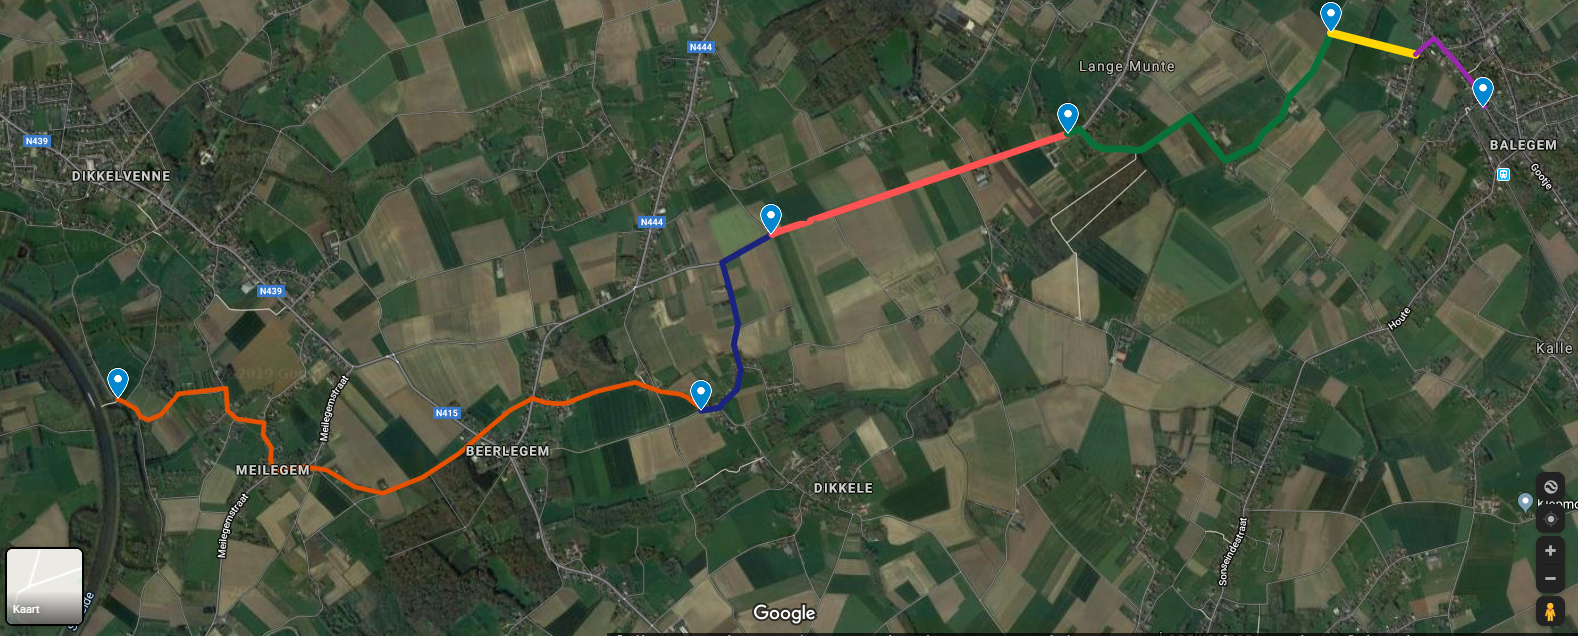 N444
Lange Munte
N439
BALEGEM
DIKKELVENNE
Gootje
N444
N439
Houte
Kalle
Meilegemstraat
N415
BEERLEGEM
MEILEGEM
DIKKELE
Meilegemstraat
Sonseindestraat
Kaart
Google